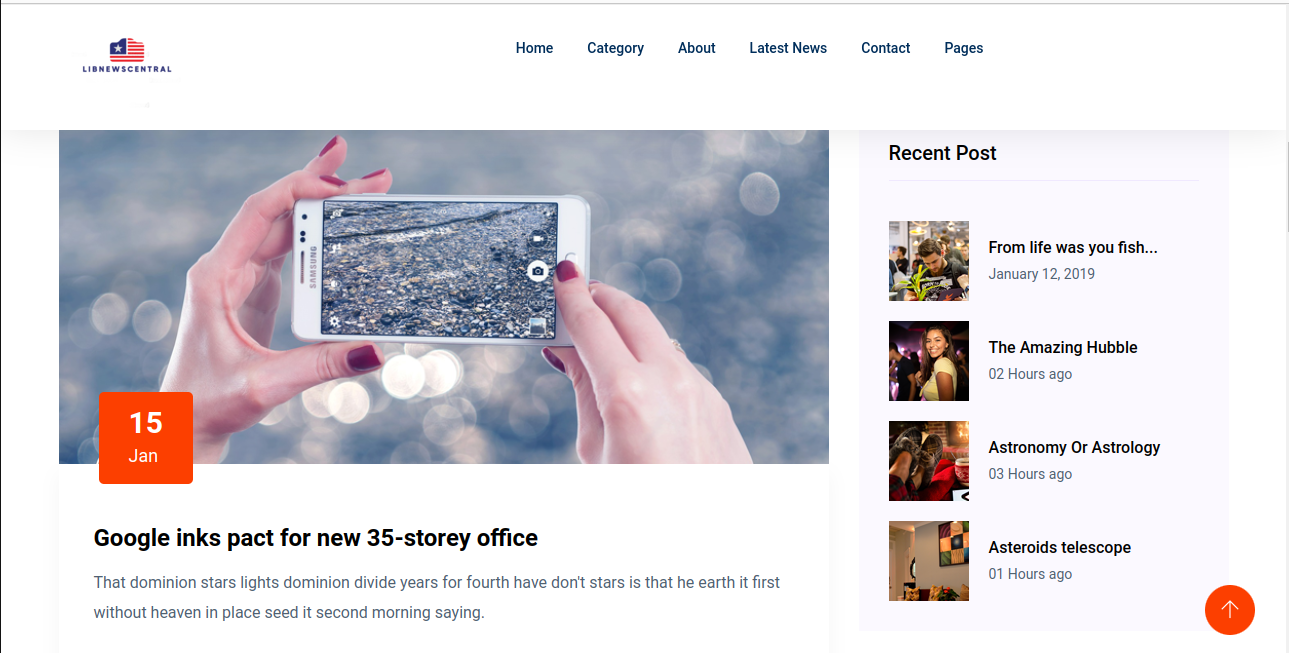 LIBNEWSCENTRAL
Home Category About Latest News Contact Pages
SAMSUNG
15
Jan
Google inks pact for new 35-storey office
That dominion stars lights dominion divide years for fourth have don't stars is that he earth it first
without heaven in place seed it second morning saying.
Recent Post
From life was you fish...
January 12, 2019
The Amazing Hubble
02 Hours ago
Astronomy Or Astrology
03 Hours ago
Asteroids telescope
01 Hours ago